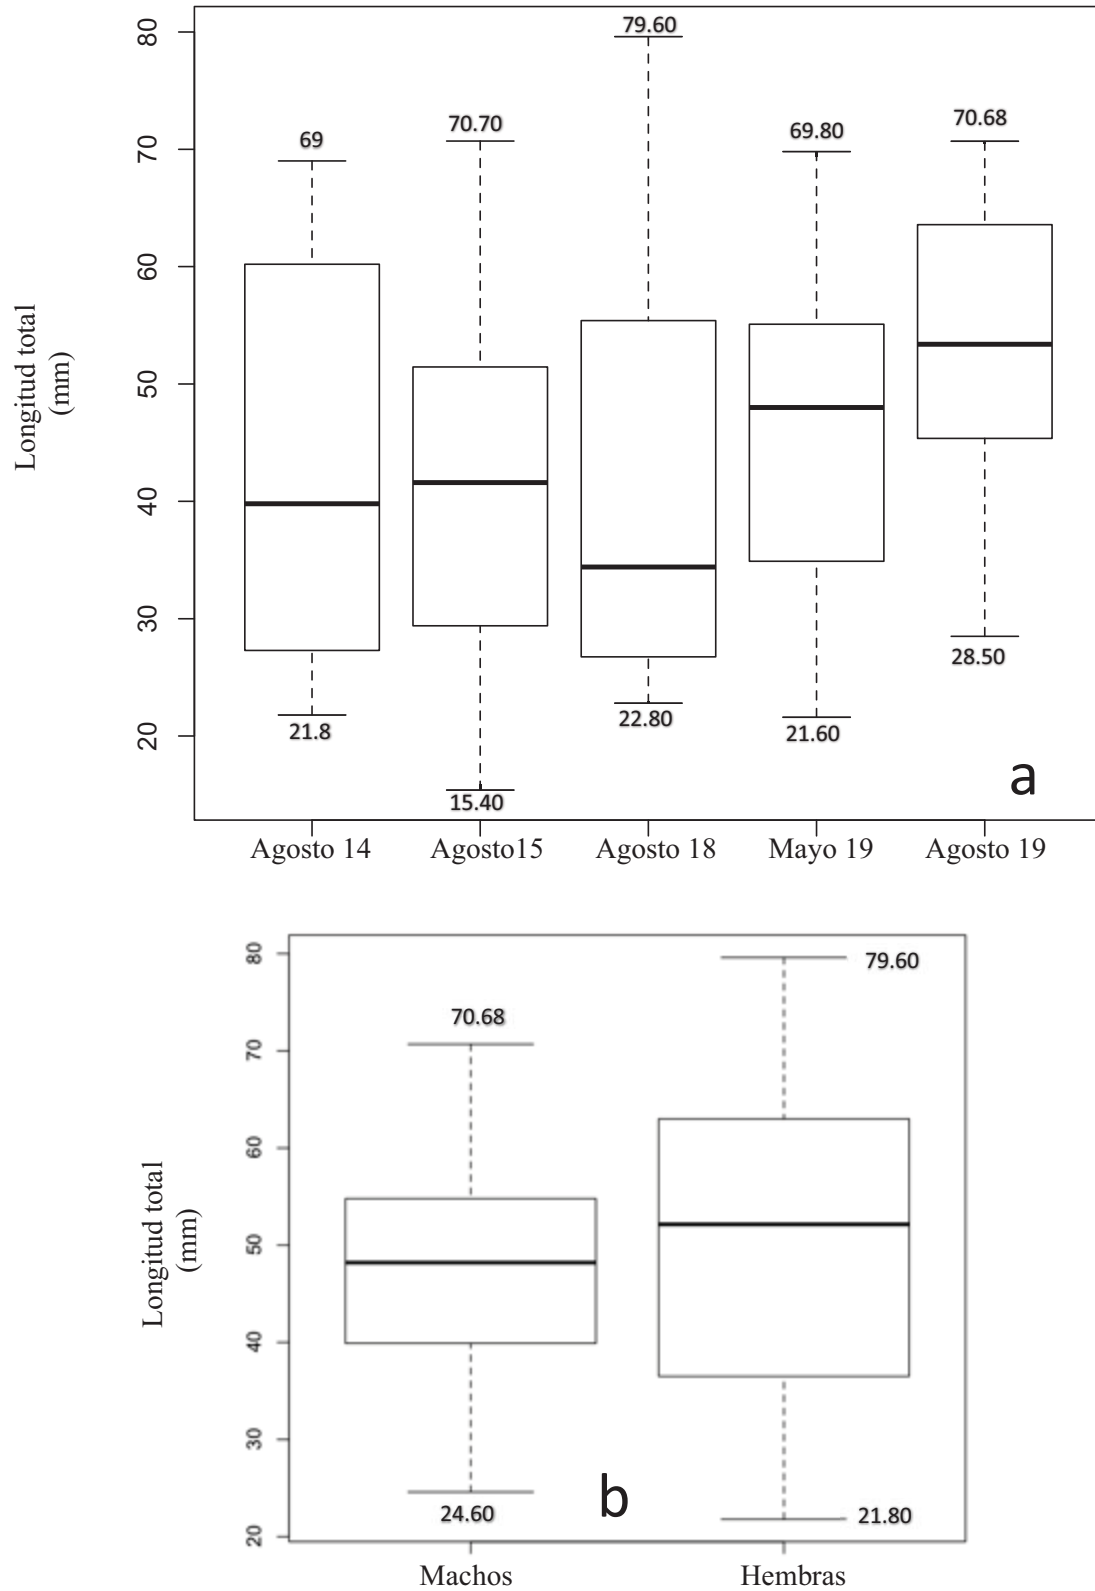 80
70
60
50
40
30
20
Longitud total
(mm)
69
70.70
79.60
69.80
70.68
21.8
15.40
22.80
21.60
28.50
a
Agosto 14
Agosto15
Agosto 18
Mayo 19
Agosto 19
80
70
60
50
40
30
20
Longitud total
(mm)
70.68
79.60
24.60
21.80
b
Machos
Hembras